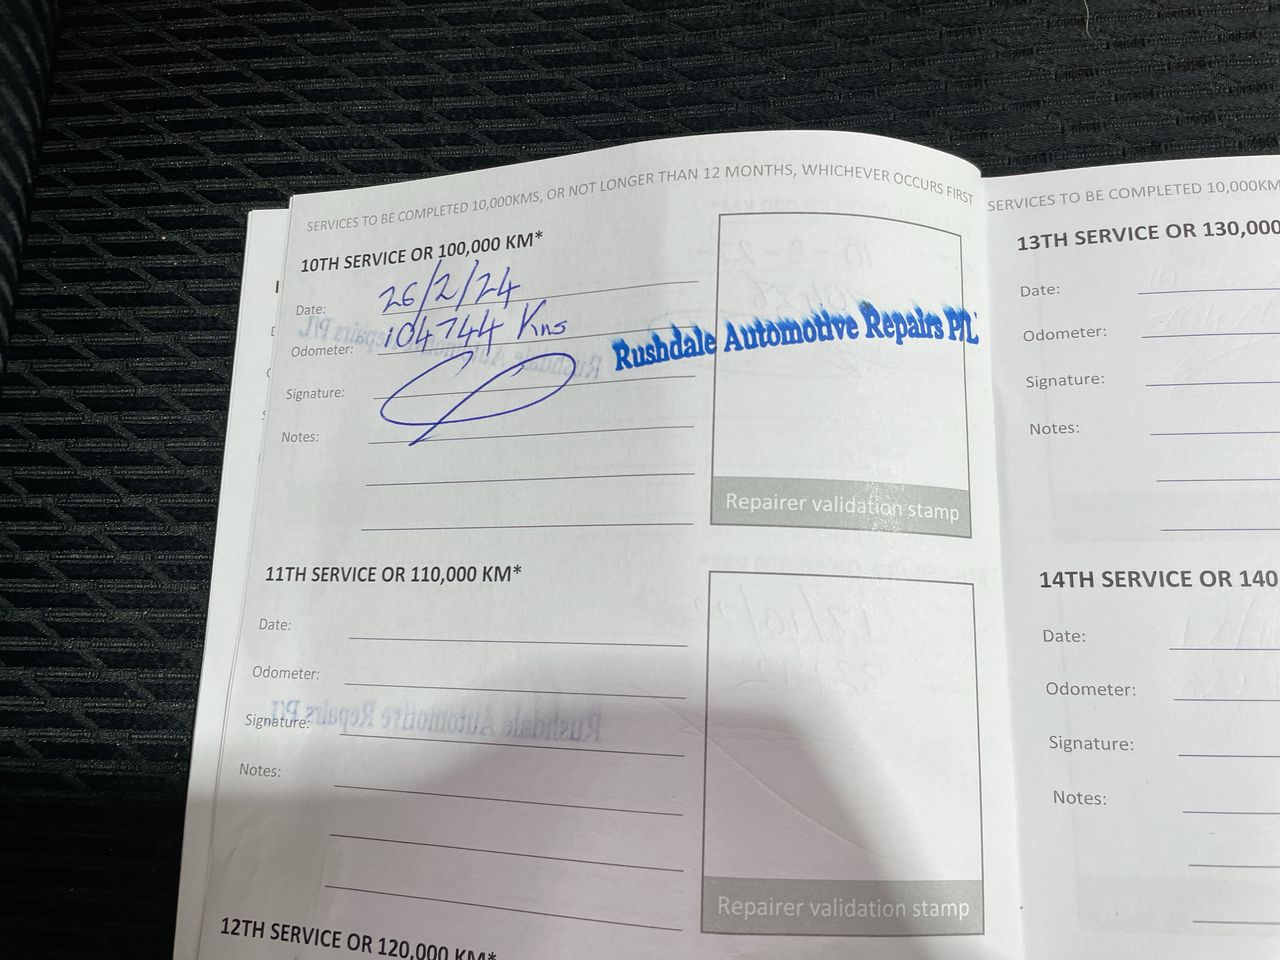 SERVICES TO BE COMPLETED 10,000KMS, OR NOT LONGER THAN 12 MONTHS, WHICHEVER OCCURS FIRST
10TH SERVICE OR 100,000 KM*
Date: 26/2/24
Odometer: 104744 Kms
Signature:
Notes:
Rushdale Automotive Repairs P/L
Repairer validation stamp
11TH SERVICE OR 110,000 KM*
Date:
Odometer:
Signature:
Notes:
Repairer validation stamp
12TH SERVICE OR 120,000 KM*
SERVICES TO BE COMPLETED 10,000KM
13TH SERVICE OR 130,000
Date:
Odometer:
Signature:
Notes:
14TH SERVICE OR 140
Date:
Odometer:
Signature:
Notes: